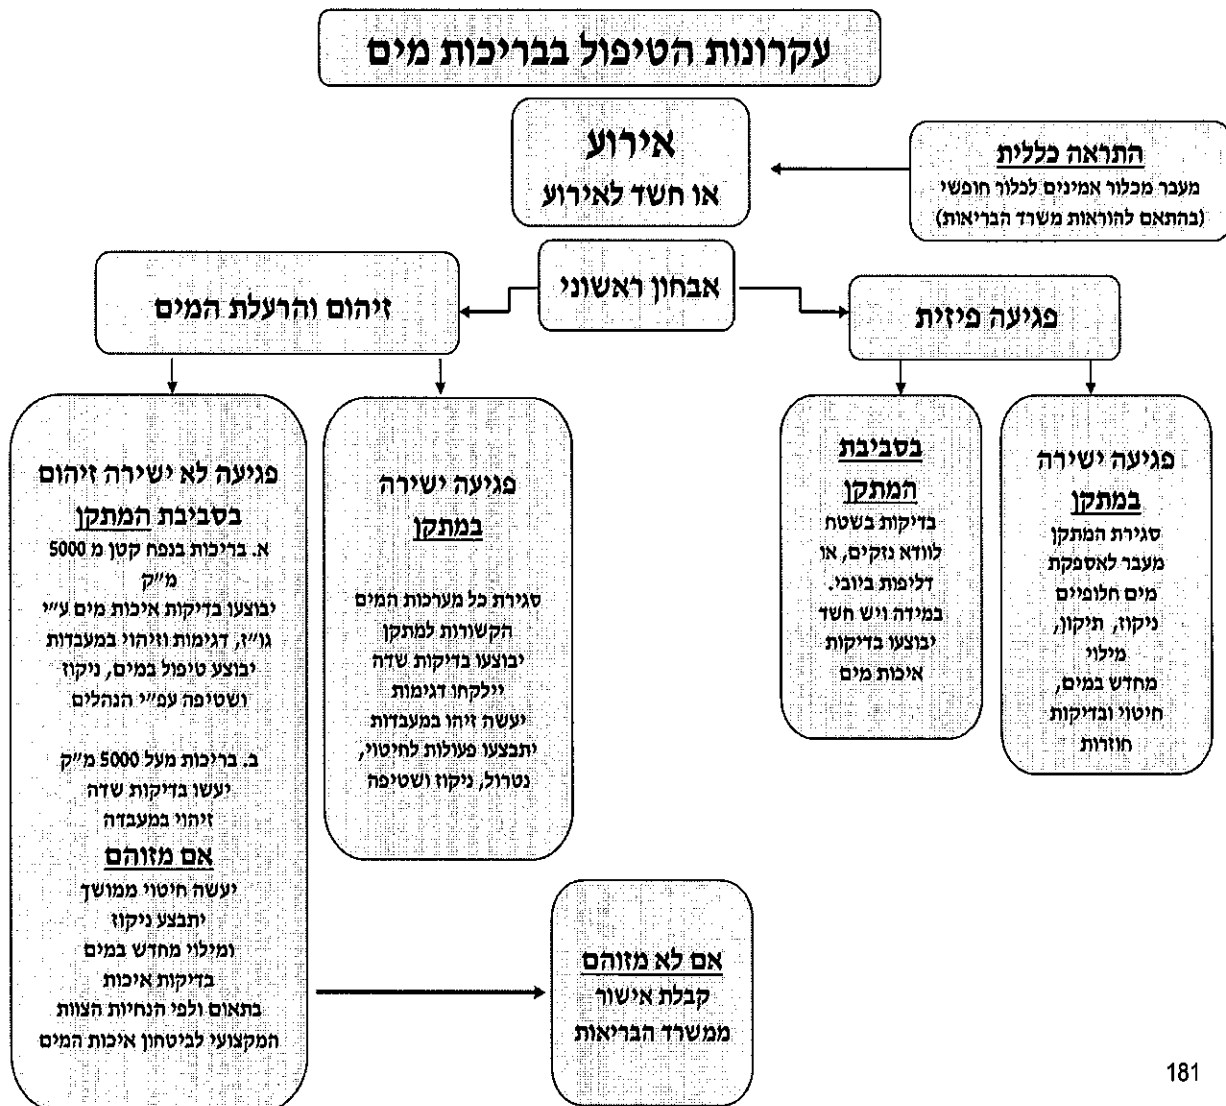 עקרונות הטיפול בבריכות מים
אירוע
או חשד לאירוע
התראה כללית
מעבר מכלור אמינים לכלור חופשי
(בהתאם להוראות משרד הבריאות)
אבחון ראשוני
פגיעה פיזית
זיהום והרעלת המים
פגיעה ישירה
במתקן
סגירת המתקן
מעבר לאספקת
מים חלופיים
ניקוז, תיקון,
מילוי
מחדש במים,
חיטוי ובדיקות
חוזרות
בסביבת
המתקן
בדיקות בשטח
לוודא נזקים, או
דליפות ביובי.
במידה ויש חשד
יבוצעו בדיקות
איכות מים
פגיעה ישירה
במתקן
סגירת כל מערכות המים
הקשורות למתקן
יבוצעו בדיקות שדה
יילקחו דגימות
יעשה זיהו במעבדות
יתבצעו פעולות לחיטוי,
נטרול, ניקוז ושטיפה
פגיעה לא ישירה זיהום
בסביבת המתקן
א. בריכות בנפח קטן מ 5000
מ"ק
יבוצעו בדיקות איכות מים ע"י
גו"ז, דגימות וזיהוי במעבדות
יבוצע טיפול במים, ניקוז
ושטיפה עפ"י הנהלים
ב. בריכות מעל 5000 מ"ק
יעשו בדיקות שדה
זיהוי במעבדה
אם מזוהם
יעשה חיטוי ממושך
יתבצע ניקוז
ומילוי מחדש במים
בדיקות איכות
בתאום ולפי הנחיות הצוות
המקצועי לביטחון איכות המים
אם לא מזוהם
קבלת אישור
ממשרד הבריאות
181